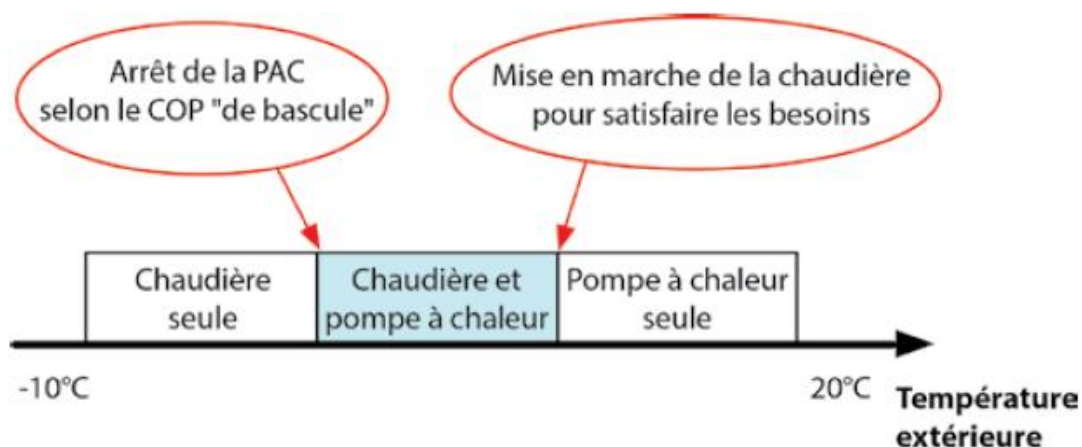 Arrêt de la PAC
selon le COP "de bascule"
Mise en marche de la chaudière
pour satisfaire les besoins
Chaudière
seule
Chaudière et
pompe à chaleur
Pompe à chaleur
seule
-10°C
20°C
Température
extérieure